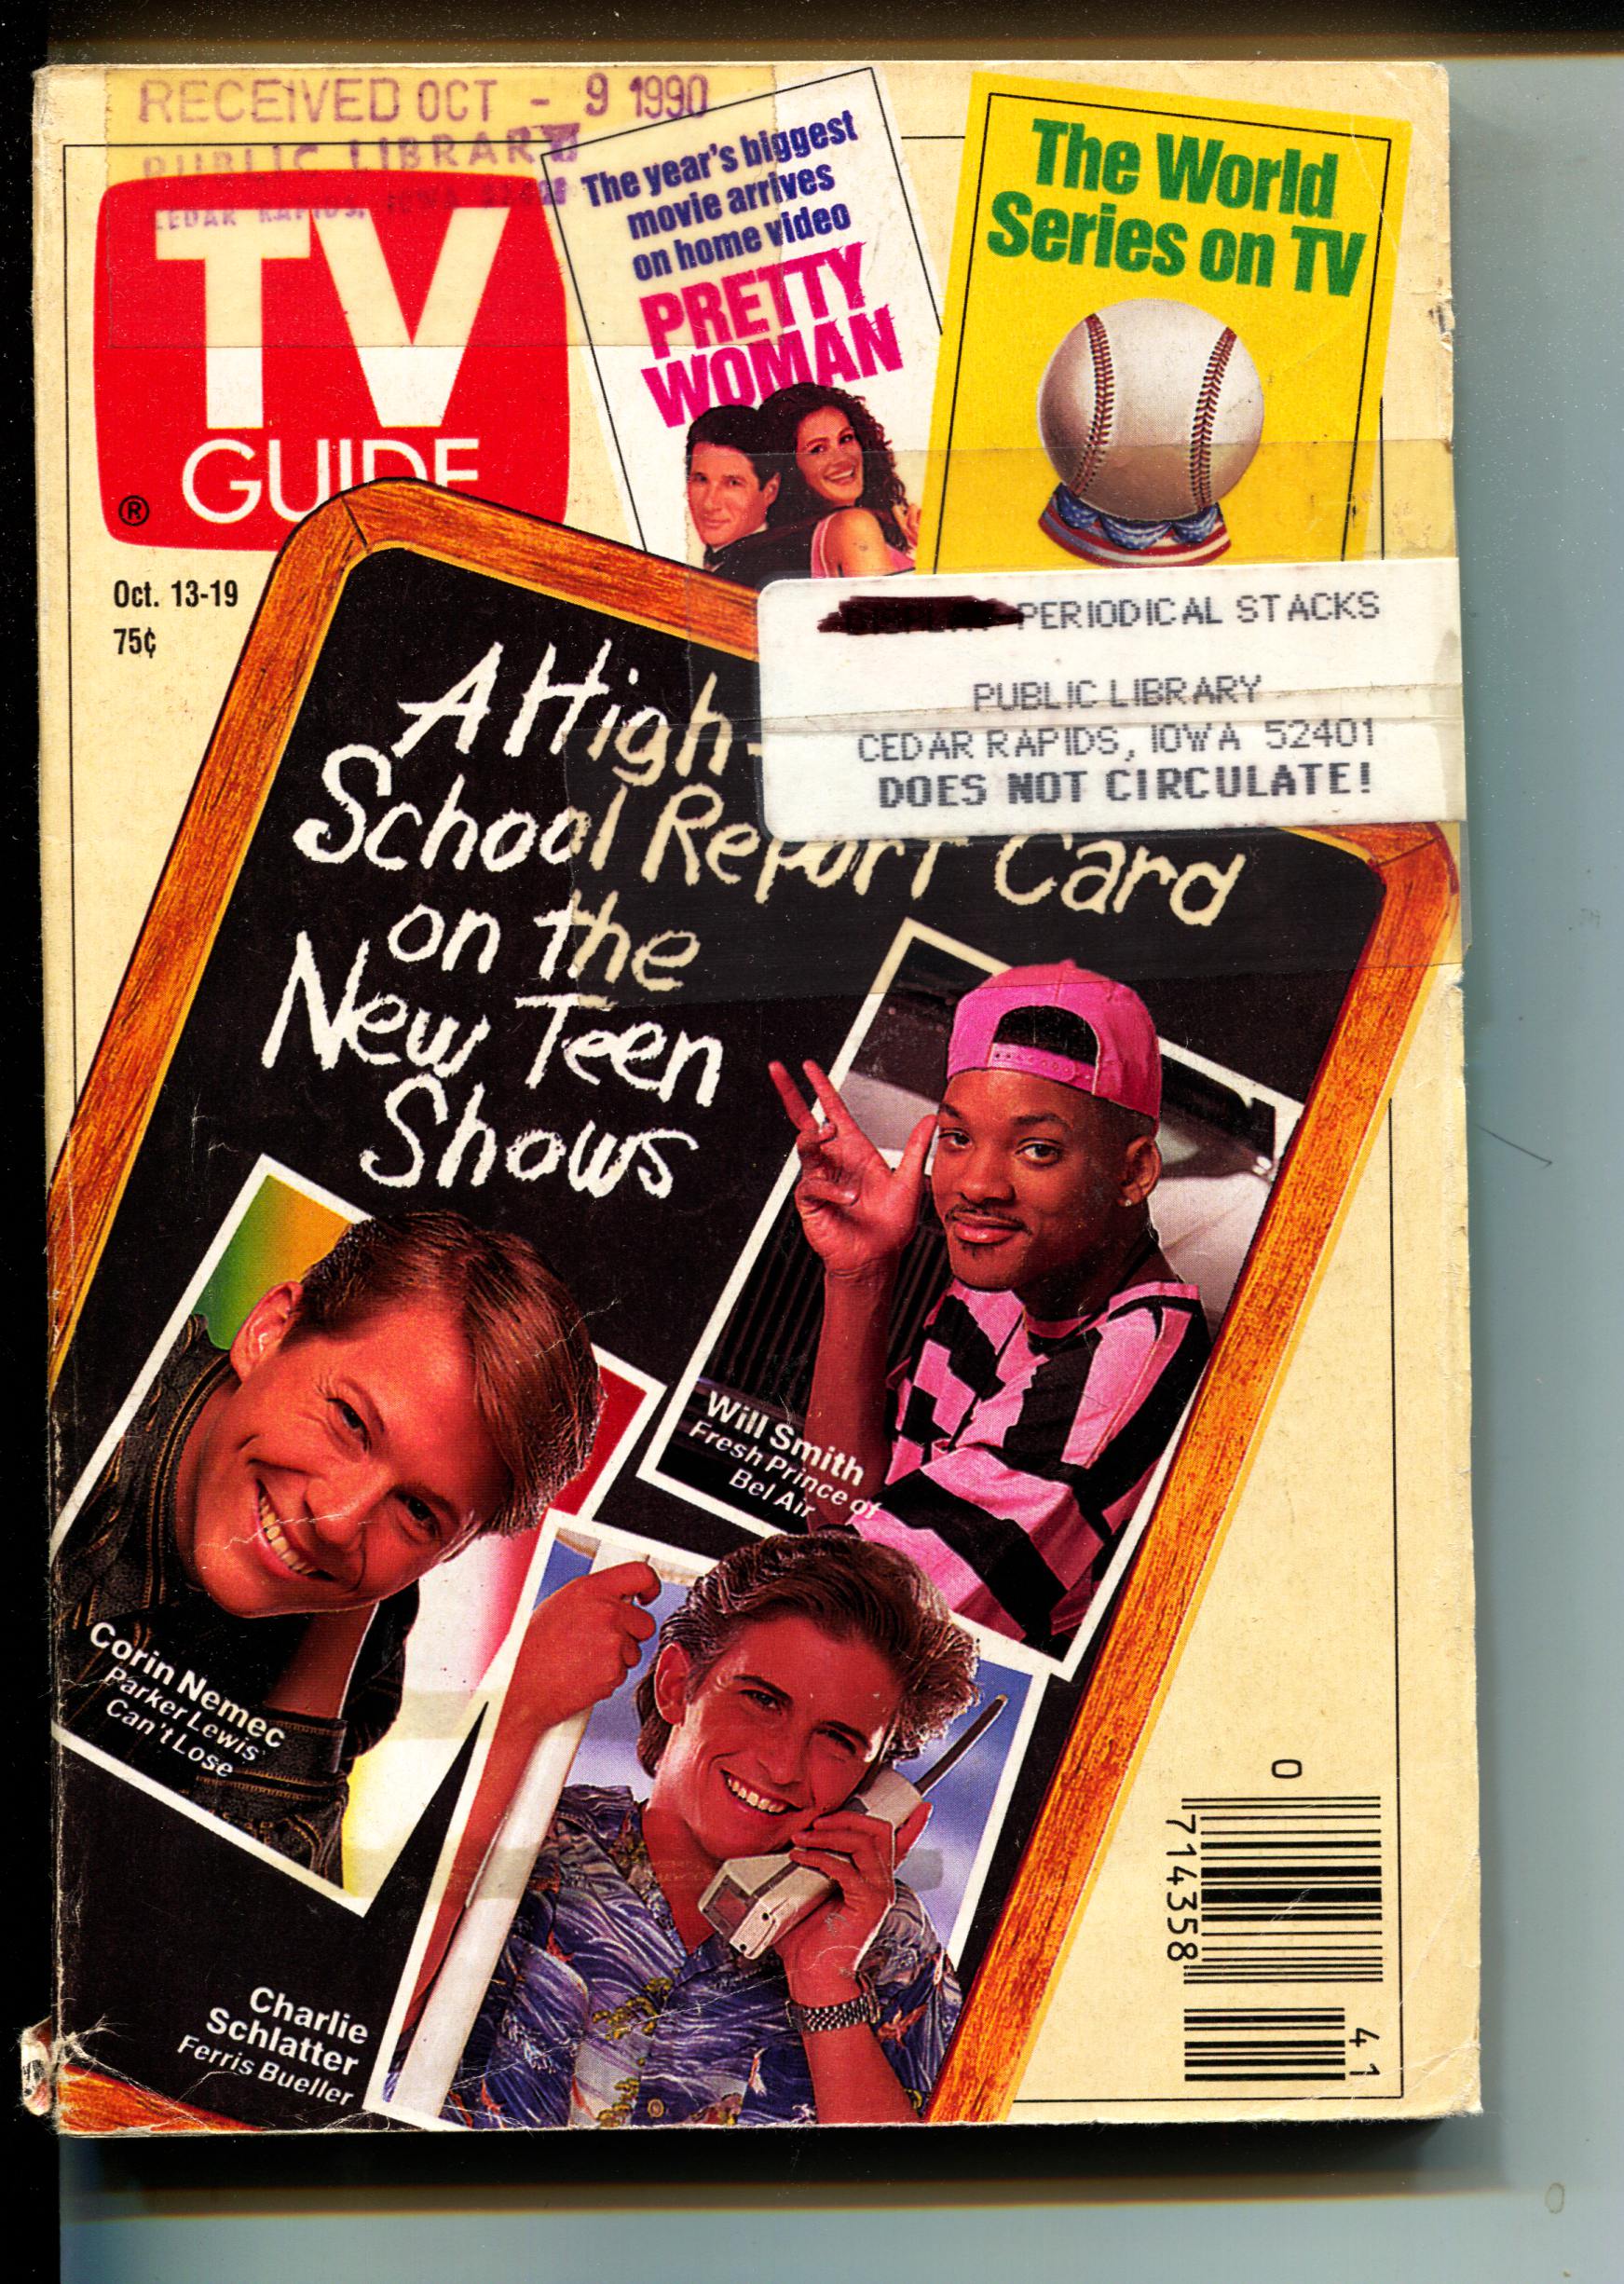 RECEIVED OCT - 9 1990
PUBLIC LIBRARY
CEDAR RAPIDS, IOWA
TV
GUIDE
®
The year's biggest
movie arrives
on home video
PRETTY
WOMAN
The World
Series on TV
Oct. 13-19
75¢
PERIODICAL STACKS
PUBLIC LIBRARY
CEDAR RAPIDS, IOWA 52401
DOES NOT CIRCULATE!
A High-
School Report Card
on the
New Teen
Shows
Will Smith
Fresh Prince of
Bel Air
Corin Nemec
Parker Lewis
Can't Lose
Charlie
Schlatter
Ferris Bueller
0
714358
41